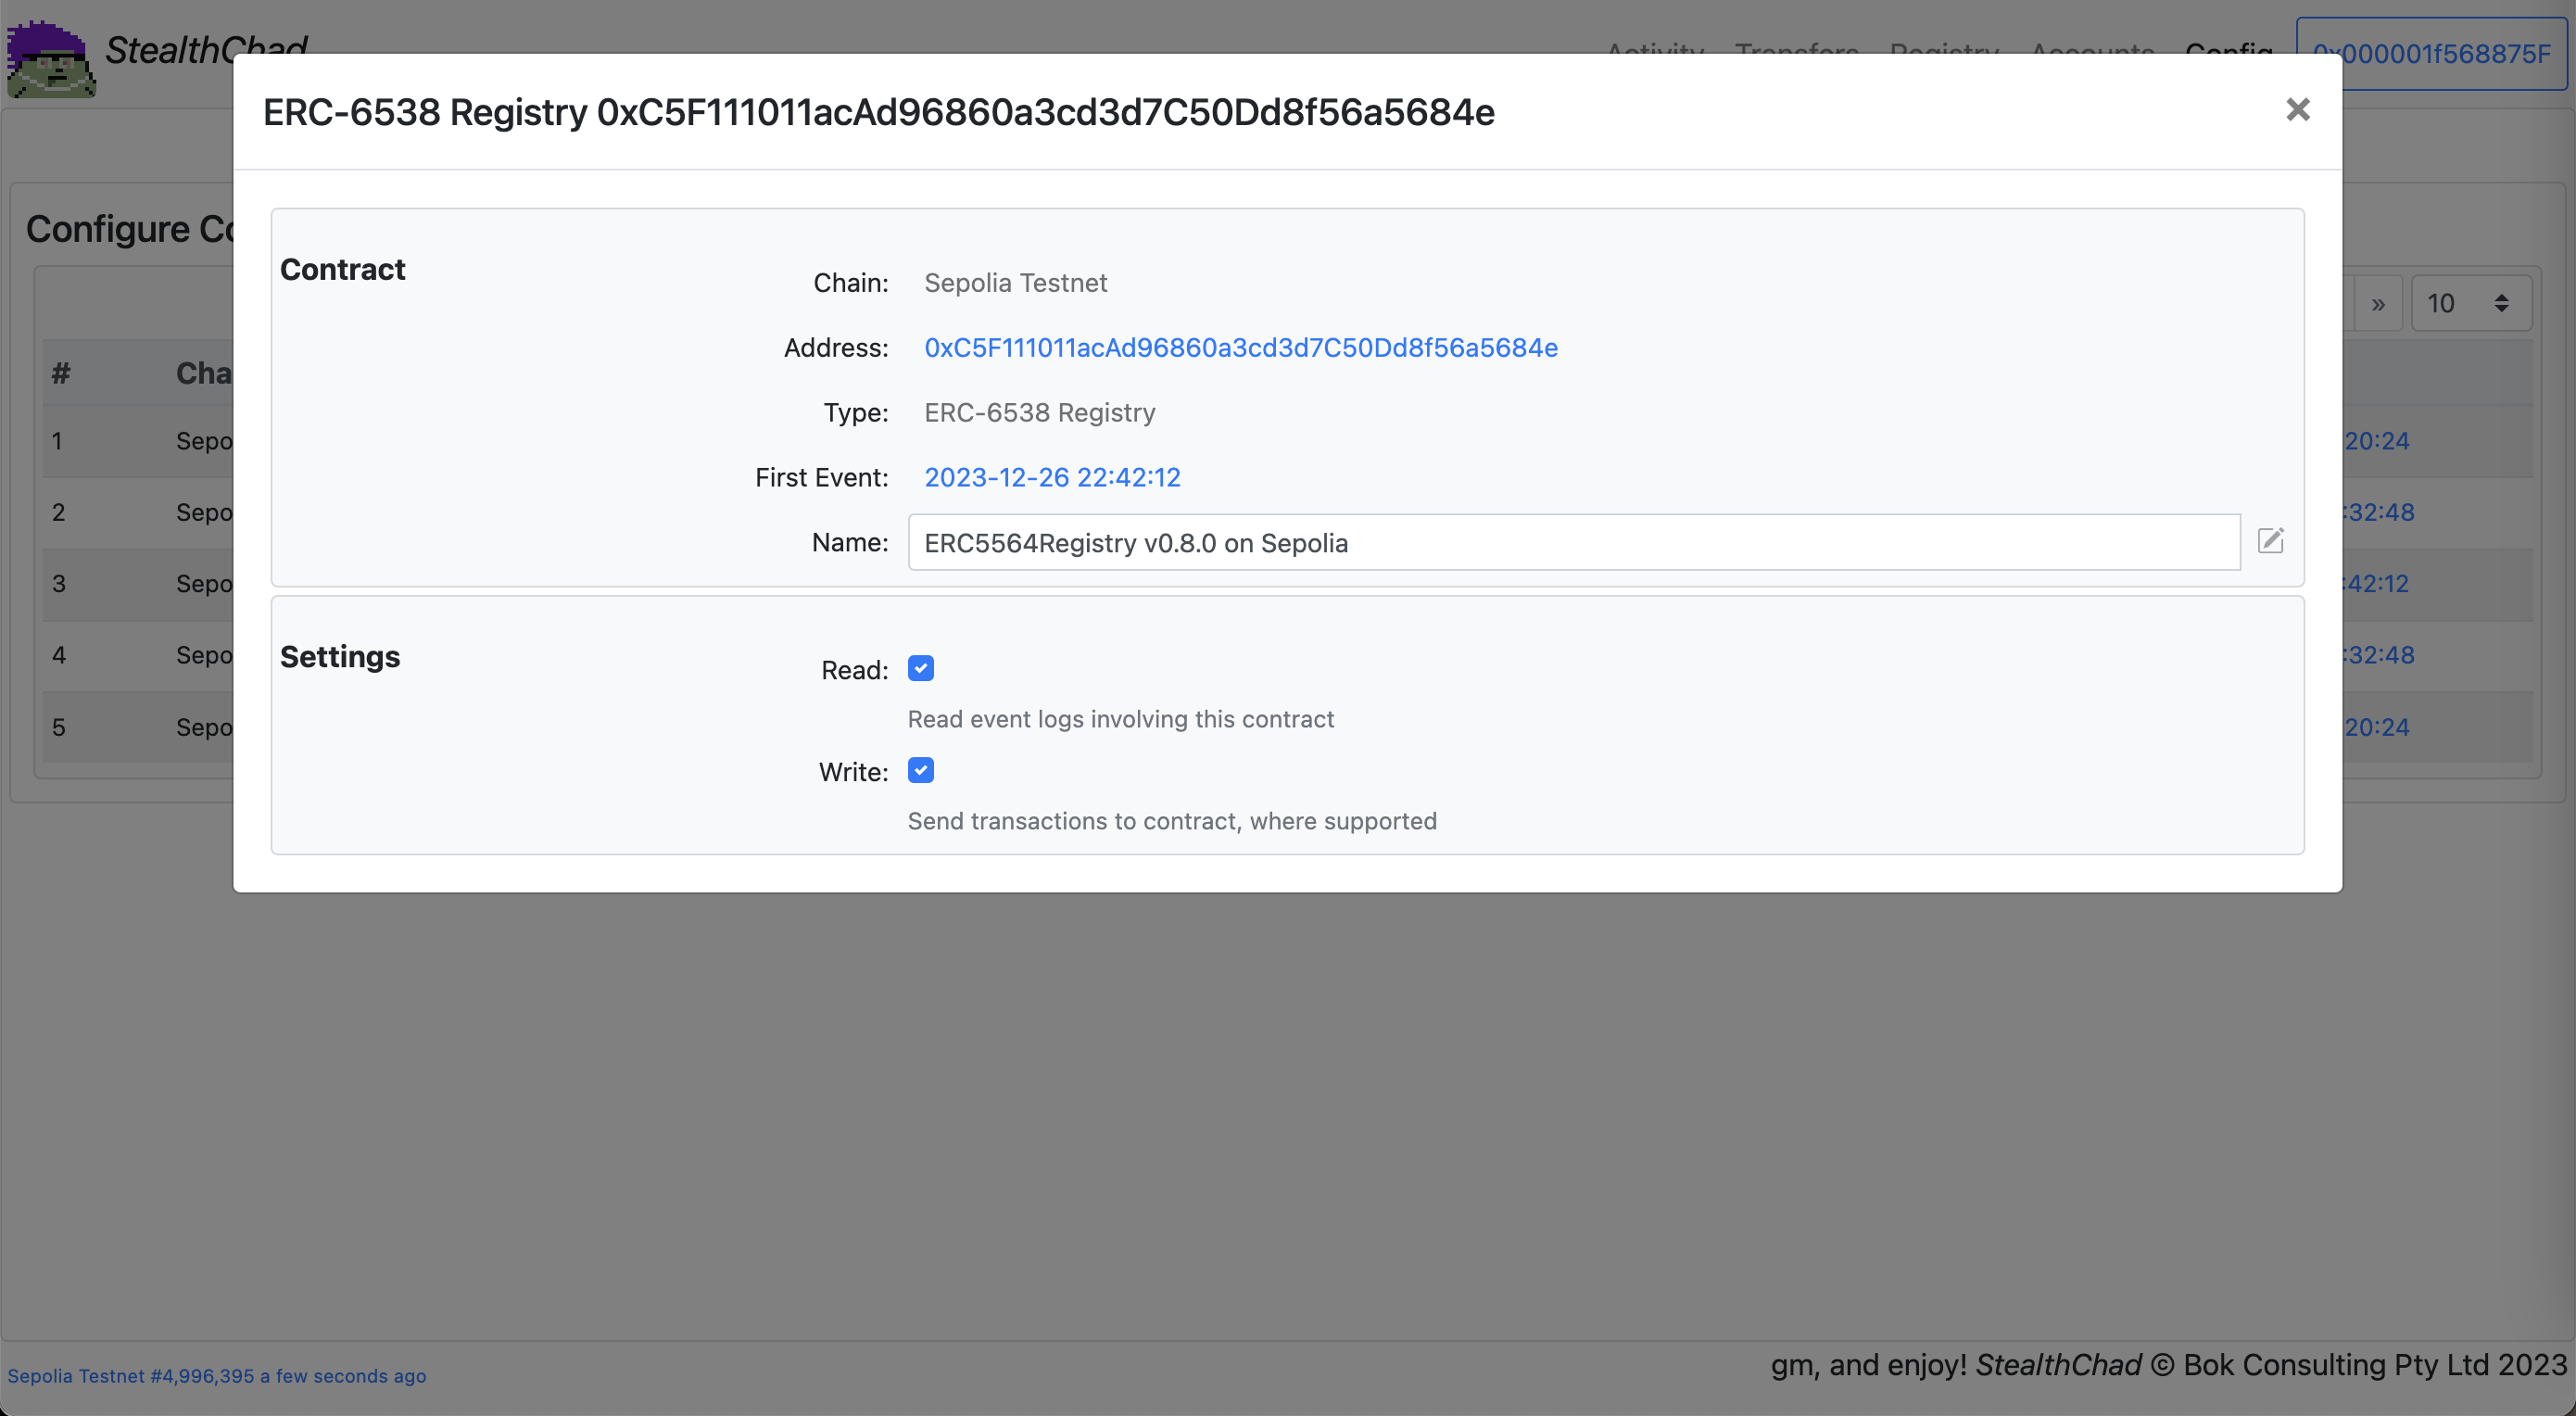 StealthChad
Activity Transfers Registry Accounts Config 0x000001f568875F
ERC-6538 Registry 0xC5F111011acAd96860a3cd3d7C50Dd8f56a5684e
×
Configure Co
Contract
Chain: Sepolia Testnet
Address: 0xC5F111011acAd96860a3cd3d7C50Dd8f56a5684e
Type: ERC-6538 Registry
First Event: 2023-12-26 22:42:12
Name: ERC5564Registry v0.8.0 on Sepolia
Settings
Read:
Read event logs involving this contract
Write:
Send transactions to contract, where supported
» 10
# Cha
1 Sepo 20:24
2 Sepo :32:48
3 Sepo :42:12
4 Sepo :32:48
5 Sepo 20:24
Sepolia Testnet #4,996,395 a few seconds ago
gm, and enjoy! StealthChad © Bok Consulting Pty Ltd 2023